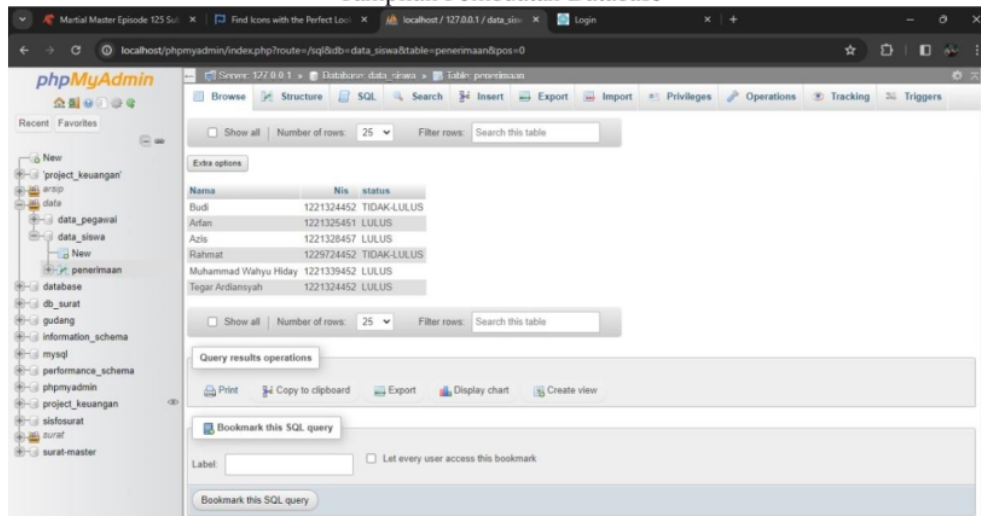 Tampilan Pembuatan Database
Martial Master Episode 125 Sub
Find Icons with the Perfect Look
localhost / 127.0.0.1 / data_sisw
Login
localhost/phpmyadmin/index.php?route=/sql&db=data_siswa&table=penerimaan&pos=0
phpMyAdmin
Recent Favorites
New
'project_keuangan'
arsip
data
data_pegawai
data_siswa
New
penerimaan
database
db_surat
gudang
information_schema
mysql
performance_schema
phpmyadmin
project_keuangan
sisfosurat
surat
surat-master
Server: 127.0.0.1 » Database: data_siswa » Table: penerimaan
Browse Structure SQL Search Insert Export Import Privileges Operations Tracking Triggers
Show all Number of rows: 25 Filter rows: Search this table
Extra options
Nama Nis status
Budi 1221324452 TIDAK-LULUS
Arfan 1221325451 LULUS
Azis 1221328457 LULUS
Rahmat 1229724452 TIDAK-LULUS
Muhammad Wahyu Hiday 1221339452 LULUS
Tegar Ardiansyah 1221324452 LULUS
Show all Number of rows: 25 Filter rows: Search this table
Query results operations
Print Copy to clipboard Export Display chart Create view
Bookmark this SQL query
Label: Let every user access this bookmark
Bookmark this SQL query